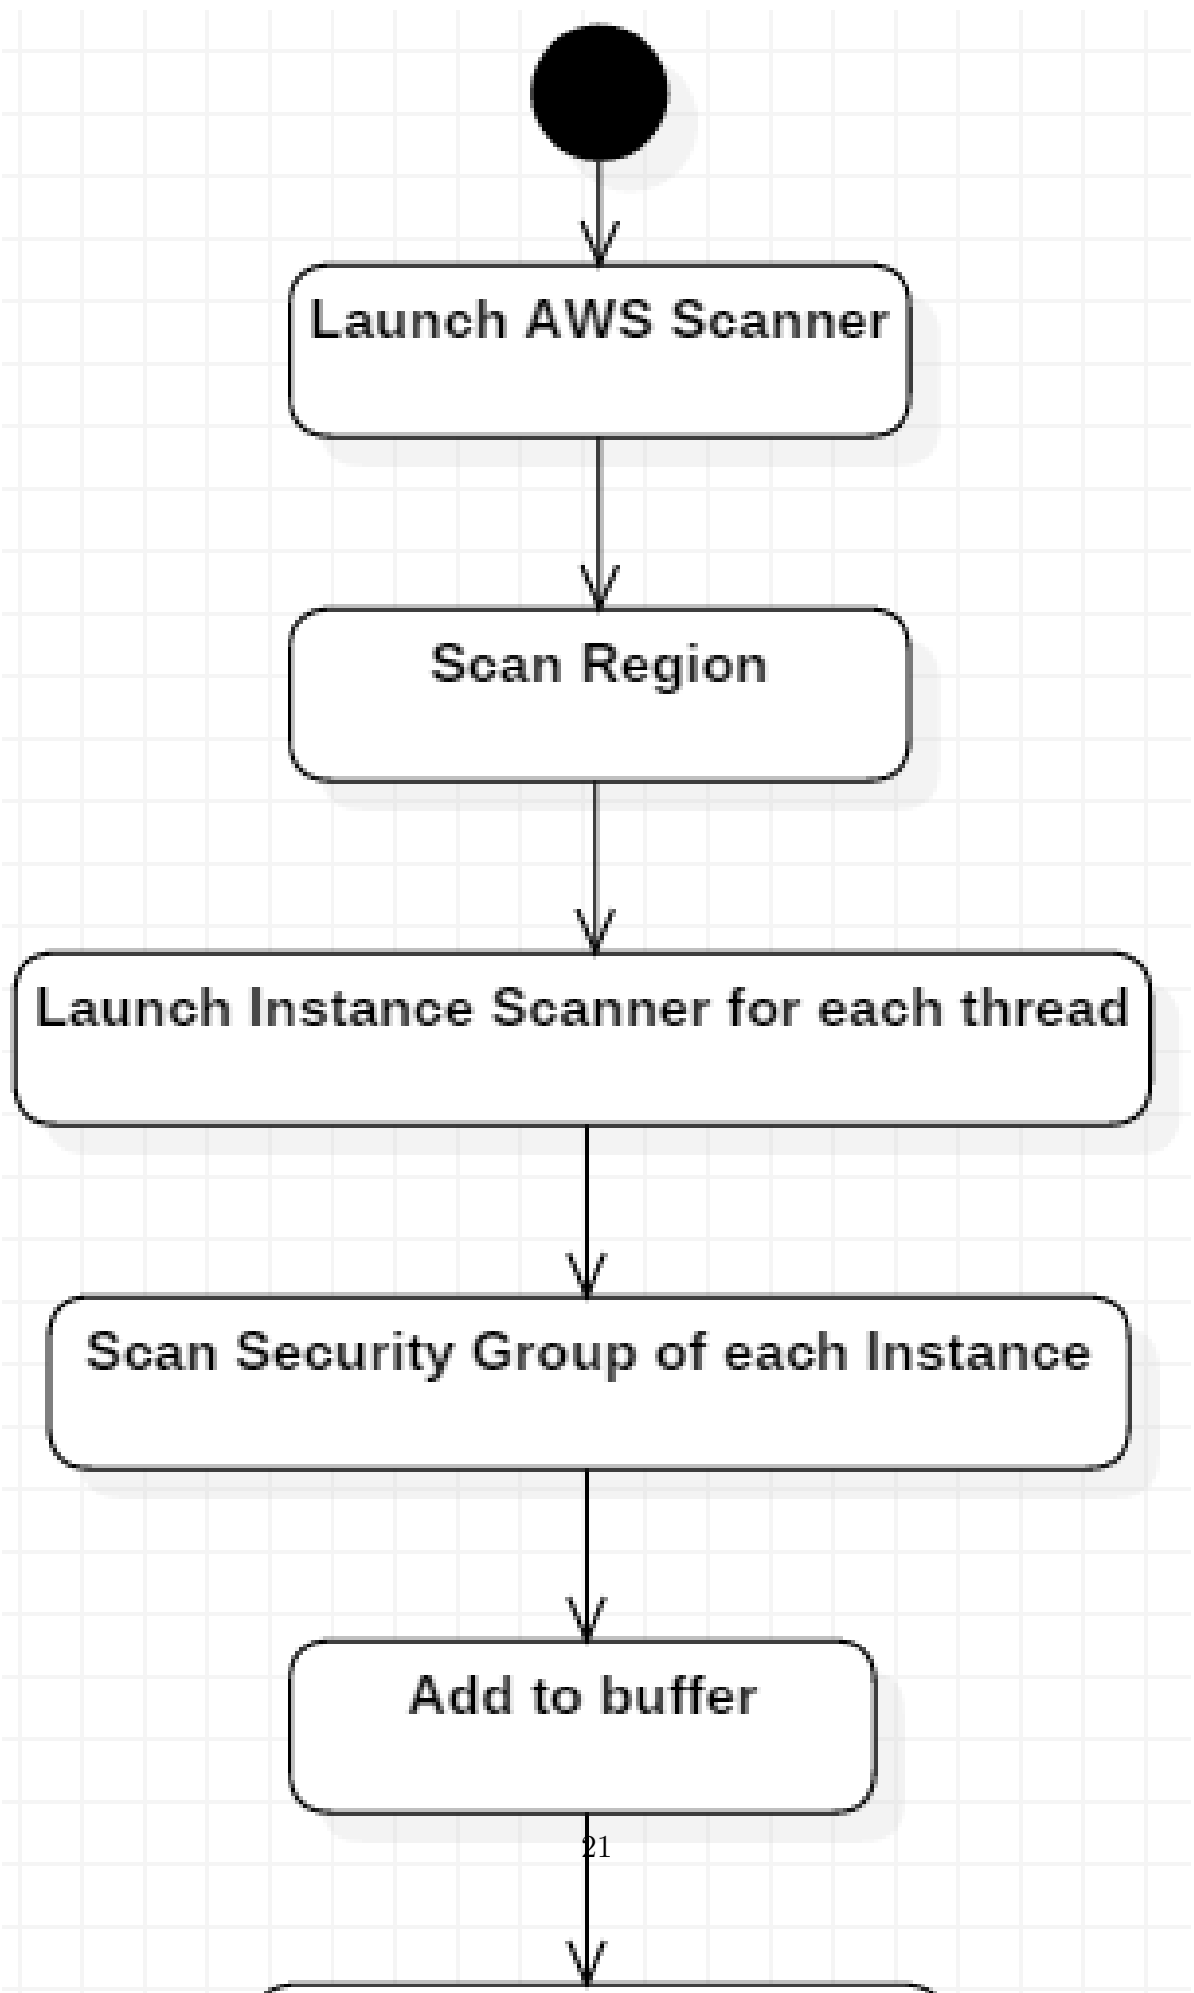 Launch AWS Scanner
Scan Region
Launch Instance Scanner for each thread
Scan Security Group of each Instance
Add to buffer
21